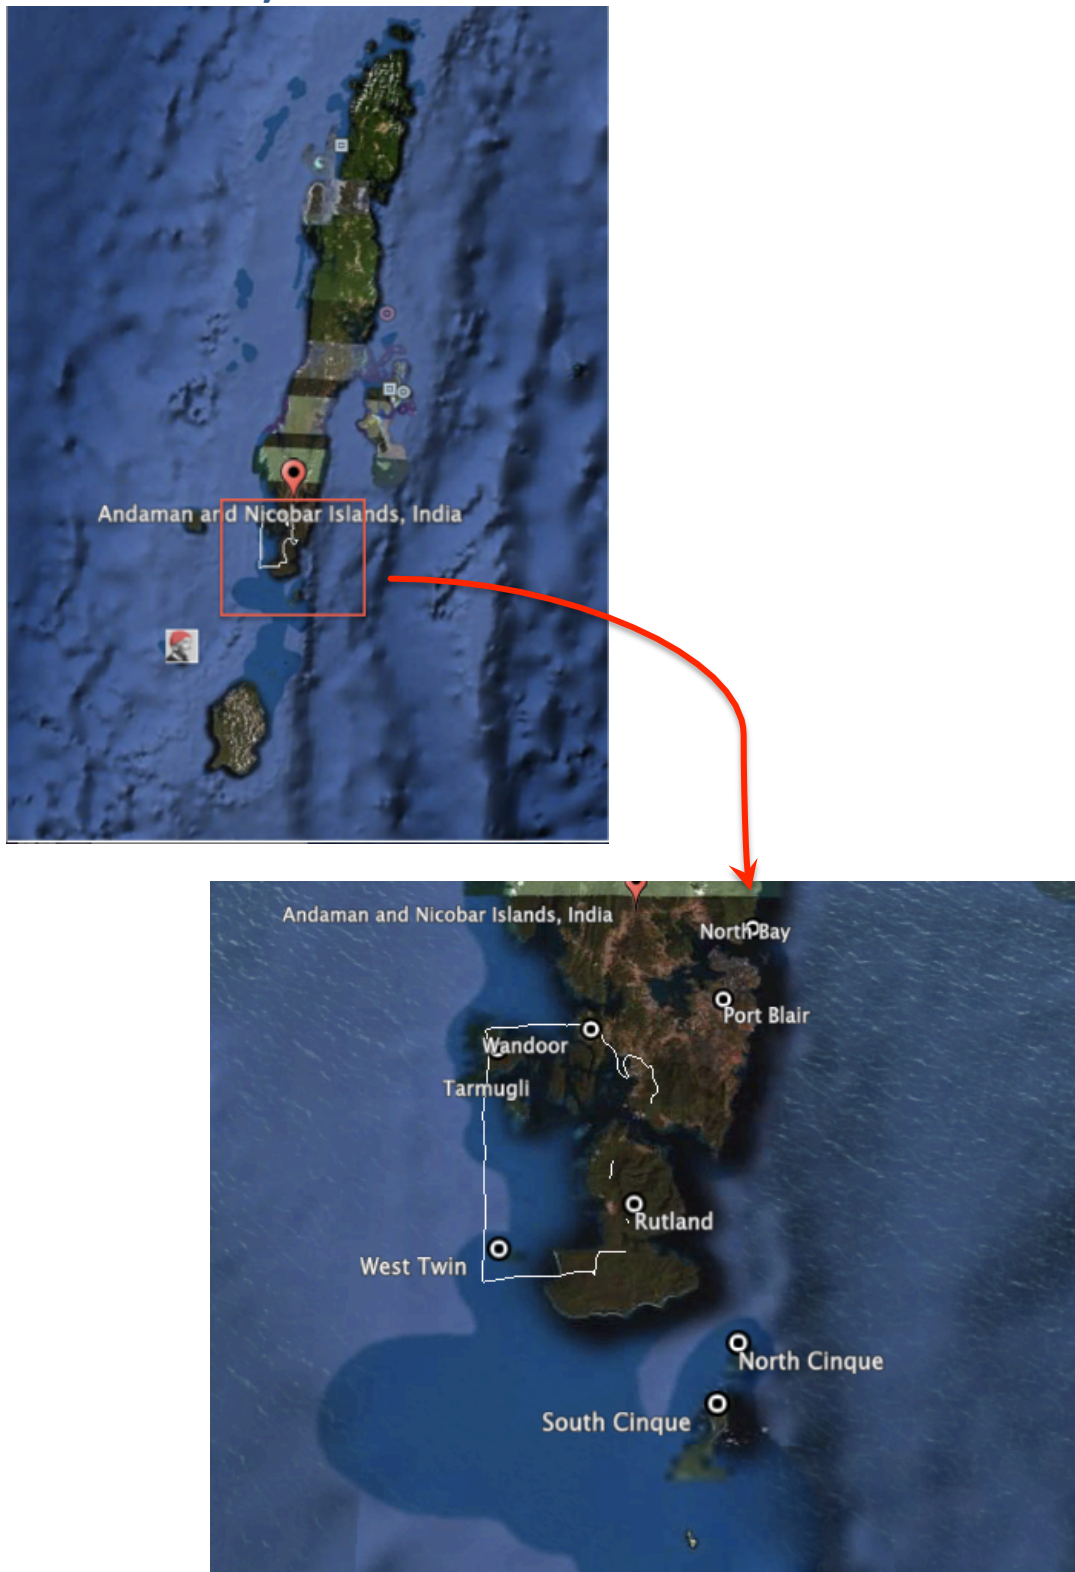 Andaman and Nicobar Islands, India
Andaman and Nicobar Islands, India
North Bay
Port Blair
Wandoor
Tarmugli
Rutland
West Twin
North Cinque
South Cinque